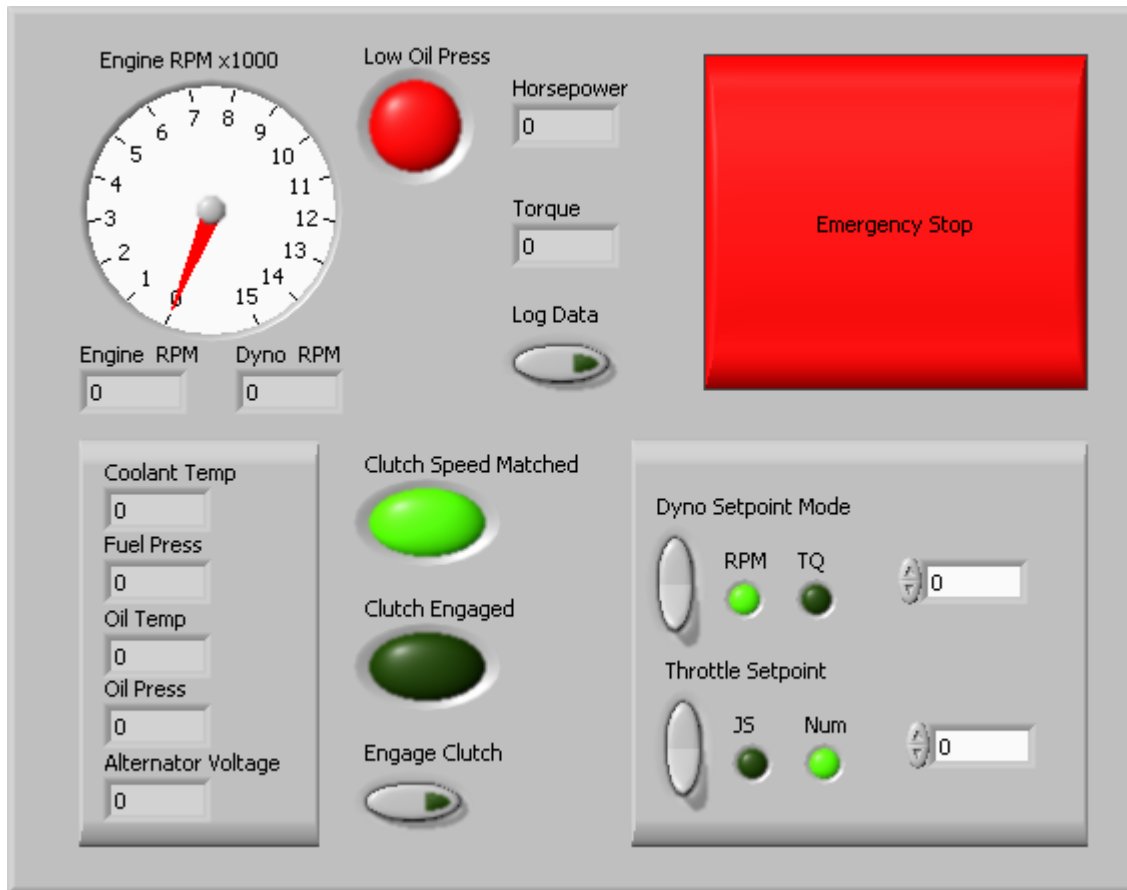 Engine RPM x1000
0
1
2
3
4
5
6
7
8
9
10
11
12
13
14
15
Engine RPM
0
Dyno RPM
0
Low Oil Press
Horsepower
0
Torque
0
Log Data
Emergency Stop
Coolant Temp
0
Fuel Press
0
Oil Temp
0
Oil Press
0
Alternator Voltage
0
Clutch Speed Matched
Clutch Engaged
Engage Clutch
Dyno Setpoint Mode
RPM TQ
0
Throttle Setpoint
JS Num
0